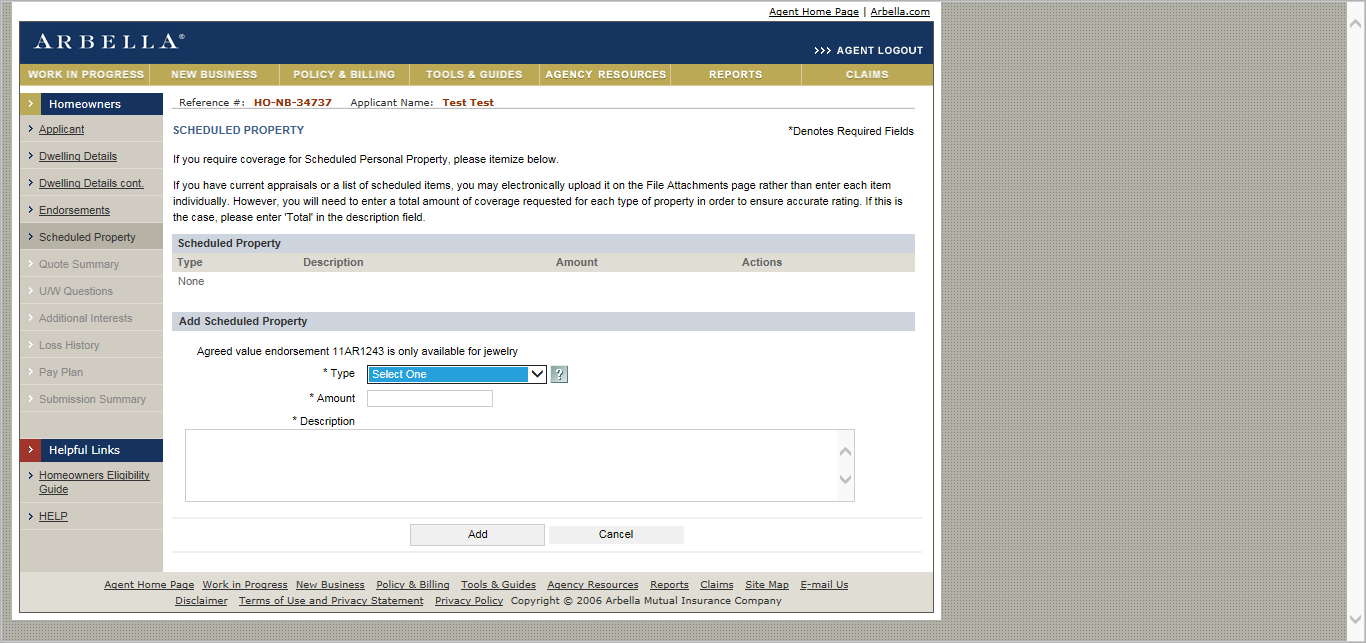 Agent Home Page | Arbella.com
ARBELLA®
>>> AGENT LOGOUT
WORK IN PROGRESS NEW BUSINESS POLICY & BILLING TOOLS & GUIDES AGENCY RESOURCES REPORTS CLAIMS
Homeowners
Applicant
Dwelling Details
Dwelling Details cont.
Endorsements
Scheduled Property
Quote Summary
U/W Questions
Additional Interests
Loss History
Pay Plan
Submission Summary
Helpful Links
Homeowners Eligibility
Guide
HELP
Reference #: HO-NB-34737 Applicant Name: Test Test
SCHEDULED PROPERTY
*Denotes Required Fields
If you require coverage for Scheduled Personal Property, please itemize below.
If you have current appraisals or a list of scheduled items, you may electronically upload it on the File Attachments page rather than enter each item
individually. However, you will need to enter a total amount of coverage requested for each type of property in order to ensure accurate rating. If this is
the case, please enter 'Total' in the description field.
Scheduled Property
Type Description Amount Actions
None
Add Scheduled Property
Agreed value endorsement 11AR1243 is only available for jewelry
* Type Select One ?
* Amount
* Description
Add Cancel
Agent Home Page Work in Progress New Business Policy & Billing Tools & Guides Agency Resources Reports Claims Site Map E-mail Us
Disclaimer Terms of Use and Privacy Statement Privacy Policy Copyright © 2006 Arbella Mutual Insurance Company